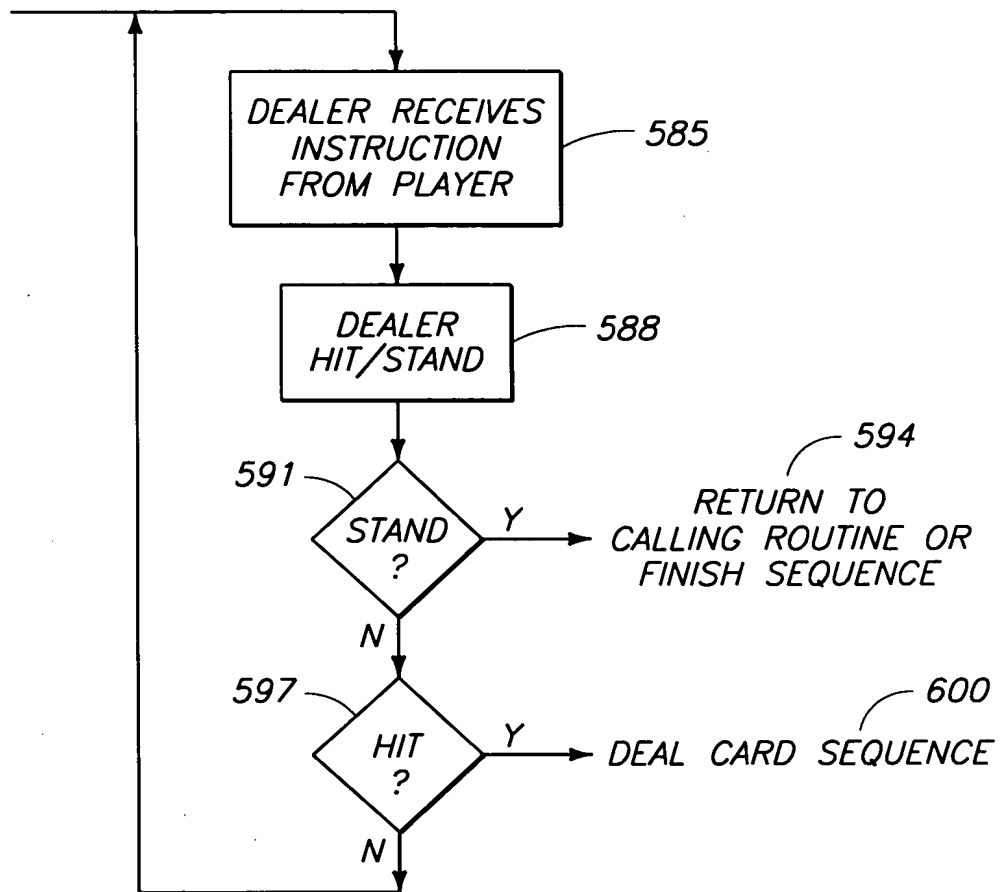 DEALER RECEIVES
INSTRUCTION
FROM PLAYER
585
DEALER
HIT/STAND
588
591
STAND
?
Y
594
RETURN TO
CALLING ROUTINE OR
FINISH SEQUENCE
N
597
HIT
?
Y
600
DEAL CARD SEQUENCE
N